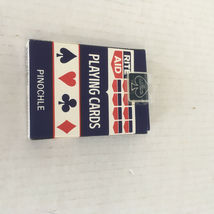 RITE
AID
PLAYING CARDS
PINOCHLE